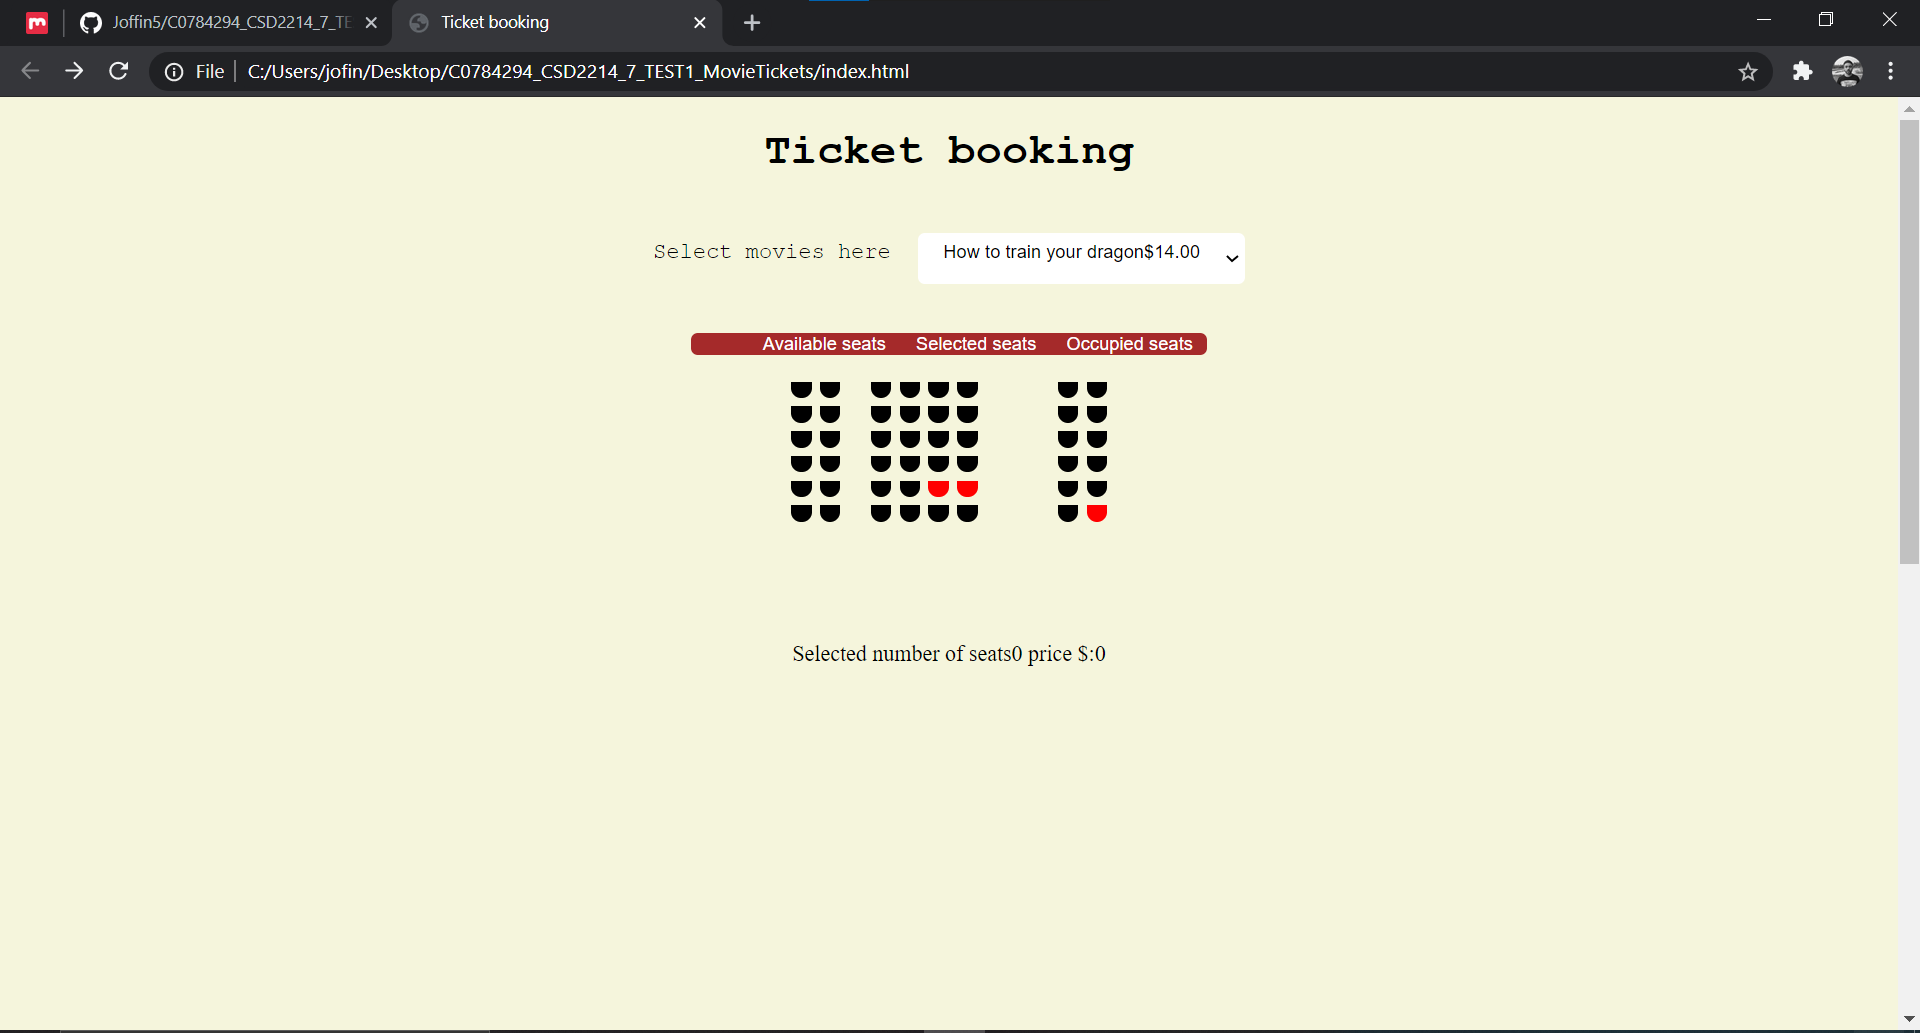 Joffin5/C0784294_CSD2214_7_TE
Ticket booking
File C:/Users/jofin/Desktop/C0784294_CSD2214_7_TEST1_MovieTickets/index.html
Ticket booking
Select movies here How to train your dragon$14.00
Available seats Selected seats Occupied seats
Selected number of seats0 price $:0